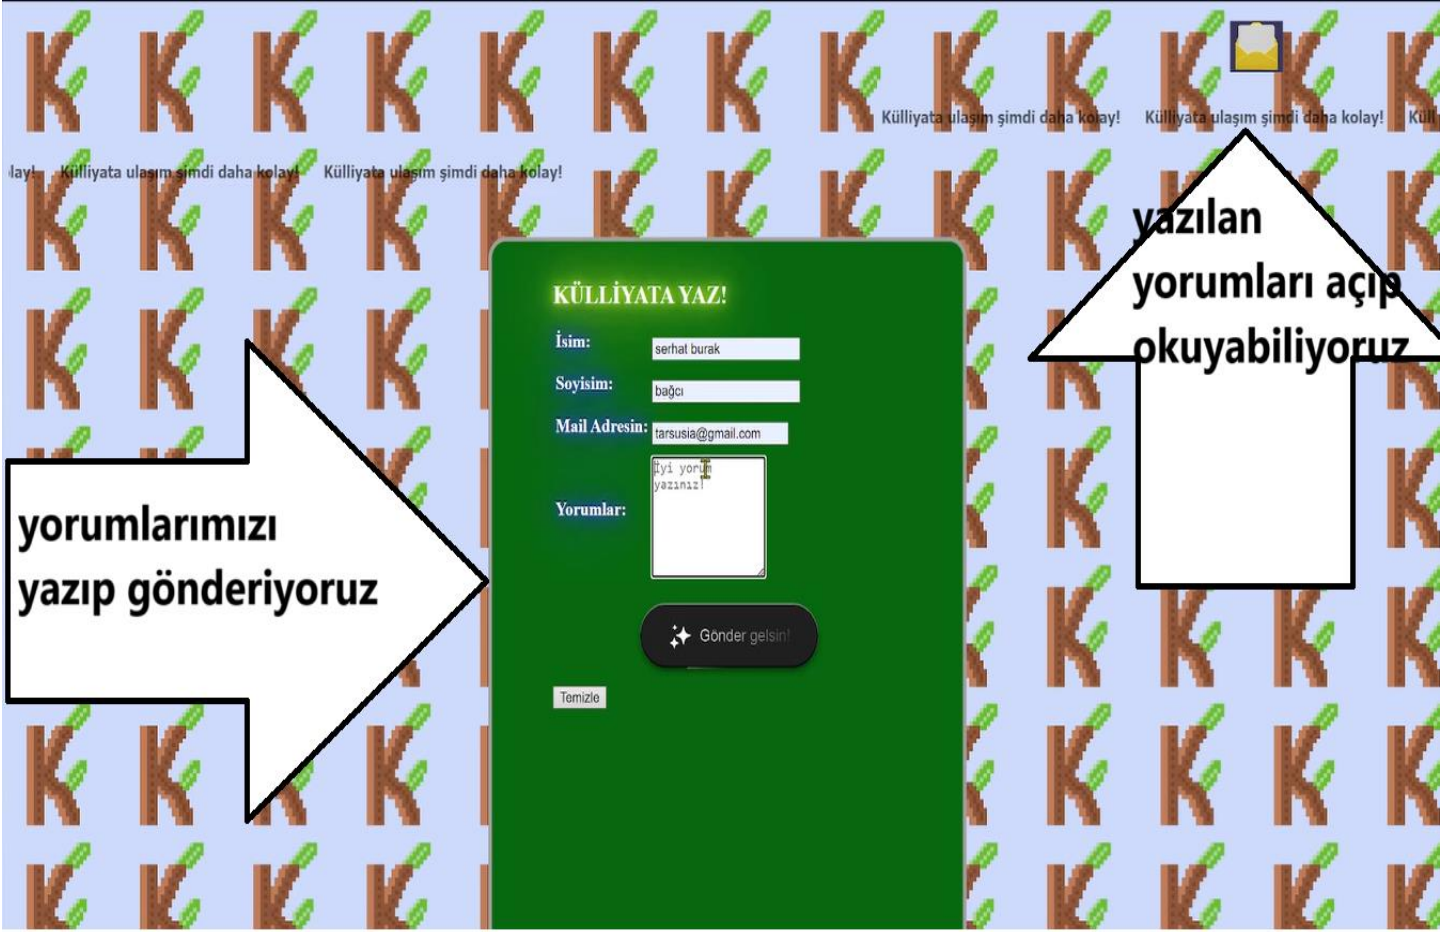 Külliyata ulaşım şimdi daha kolay! Külliyata ulaşım şimdi daha kolay! Küll
lay! Külliyata ulaşım şimdi daha kolay! Külliyata ulaşım şimdi daha kolay!
yazılan
yorumları açıp
okuyabiliyoruz
KÜLLİYATA YAZ!
İsim: serhat burak
Soyisim: bağcı
Mail Adresin: tarsusia@gmail.com
Yorumlar: İyi yorum
yazınız!
yorumlarımızı
yazıp gönderiyoruz
Gönder gelsin!
Temizle